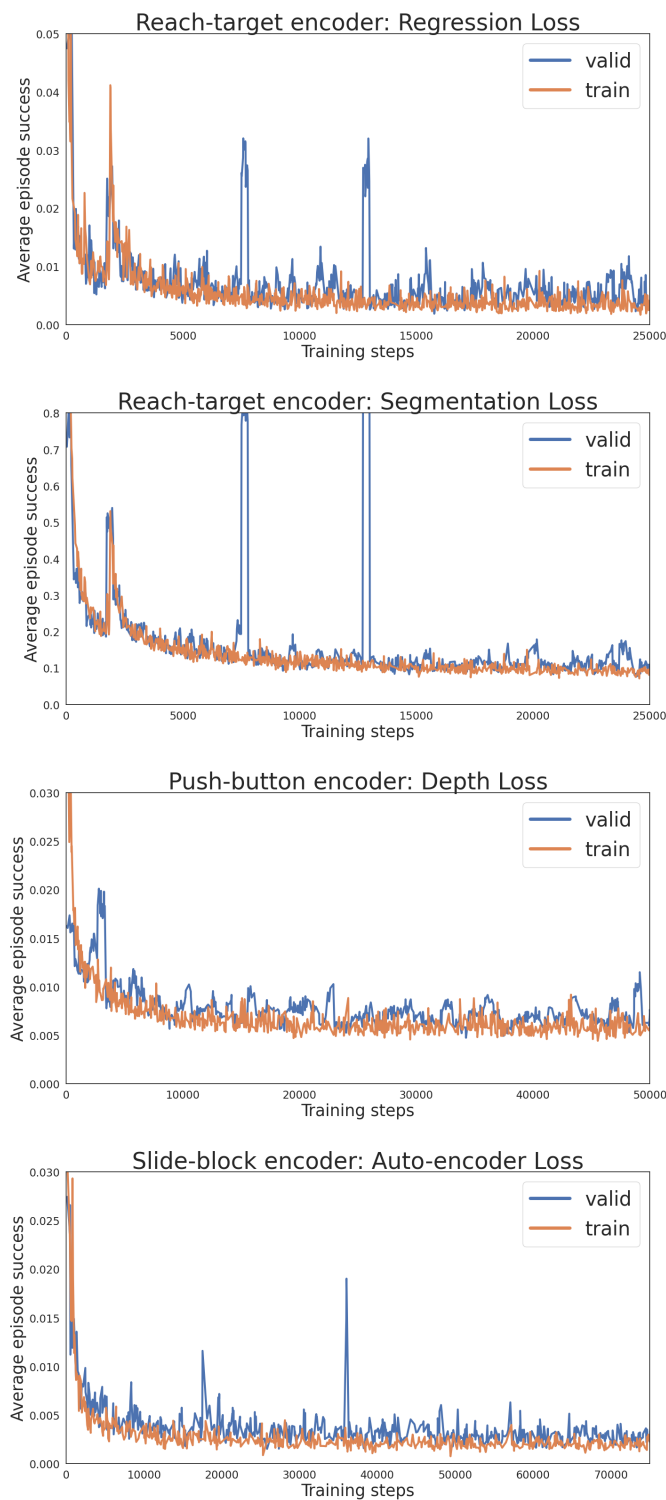 Reach-target encoder: Regression Loss
0.05
0.04
0.03
0.02
0.01
0.00
Average episode success
valid
train
0
5000
10000
15000
20000
25000
Training steps
Reach-target encoder: Segmentation Loss
0.8
0.7
0.6
0.5
0.4
0.3
0.2
0.1
0.0
Average episode success
valid
train
0
5000
10000
15000
20000
25000
Training steps
Push-button encoder: Depth Loss
0.030
0.025
0.020
0.015
0.010
0.005
0.000
Average episode success
valid
train
0
10000
20000
30000
40000
50000
Training steps
Slide-block encoder: Auto-encoder Loss
0.030
0.025
0.020
0.015
0.010
0.005
0.000
Average episode success
valid
train
0
10000
20000
30000
40000
50000
60000
70000
Training steps